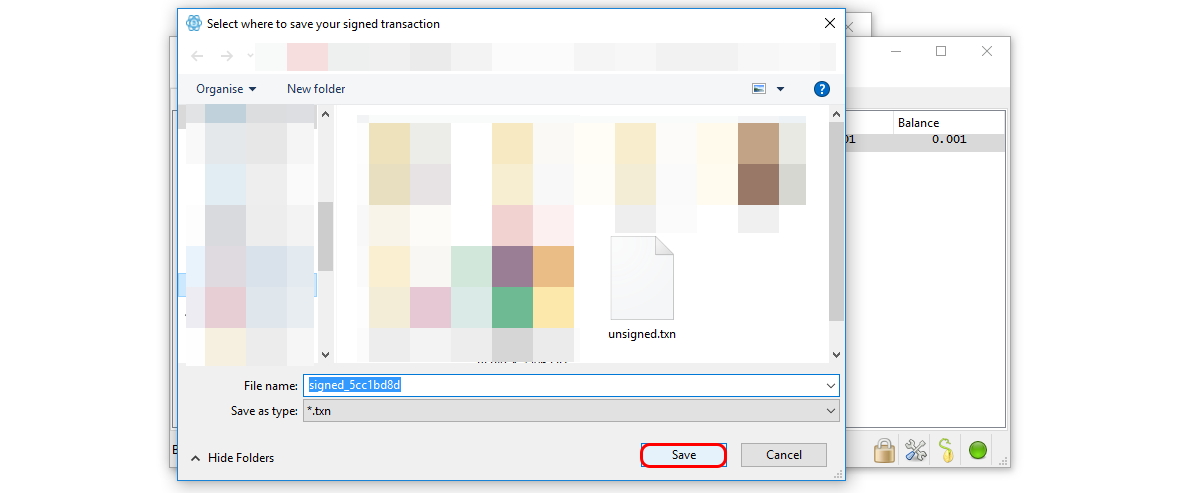 Select where to save your signed transaction
Organise
New folder
?
Balance
01
0.001
unsigned.txn
File name:
signed_5cc1bd8d
Save as type:
*.txn
Hide Folders
Save
Cancel